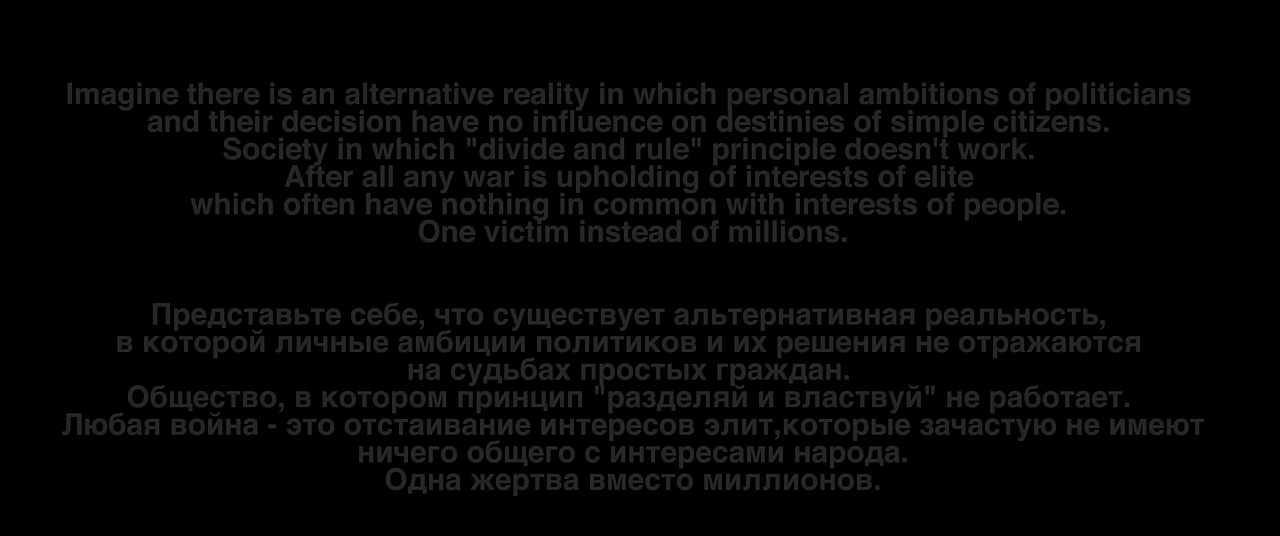 Imagine there is an alternative reality in which personal ambitions of politicians
and their decision have no influence on destinies of simple citizens.
Society in which "divide and rule" principle doesn't work.
After all any war is upholding of interests of elite
which often have nothing in common with interests of people.
One victim instead of millions.
Представьте себе, что существует альтернативная реальность,
в которой личные амбиции политиков и их решения не отражаются
на судьбах простых граждан.
Общество, в котором принцип "разделяй и властвуй" не работает.
Любая война - это отстаивание интересов элит,которые зачастую не имеют
ничего общего с интересами народа.
Одна жертва вместо миллионов.